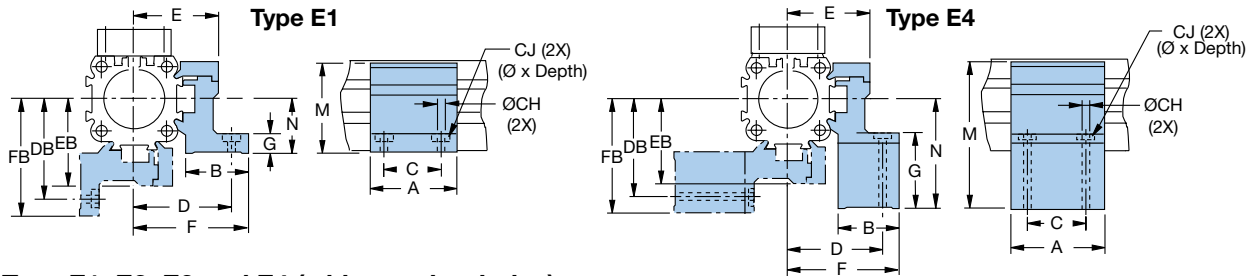 E
Type E1
CJ (2X)
(Ø x Depth)
ØCH
(2X)
M
N
G
FB
DB
EB
B
C
A
D
F
E
Type E4
CJ (2X)
(Ø x Depth)
ØCH
(2X)
M
N
G
FB
DB
EB
B
C
A
D
F